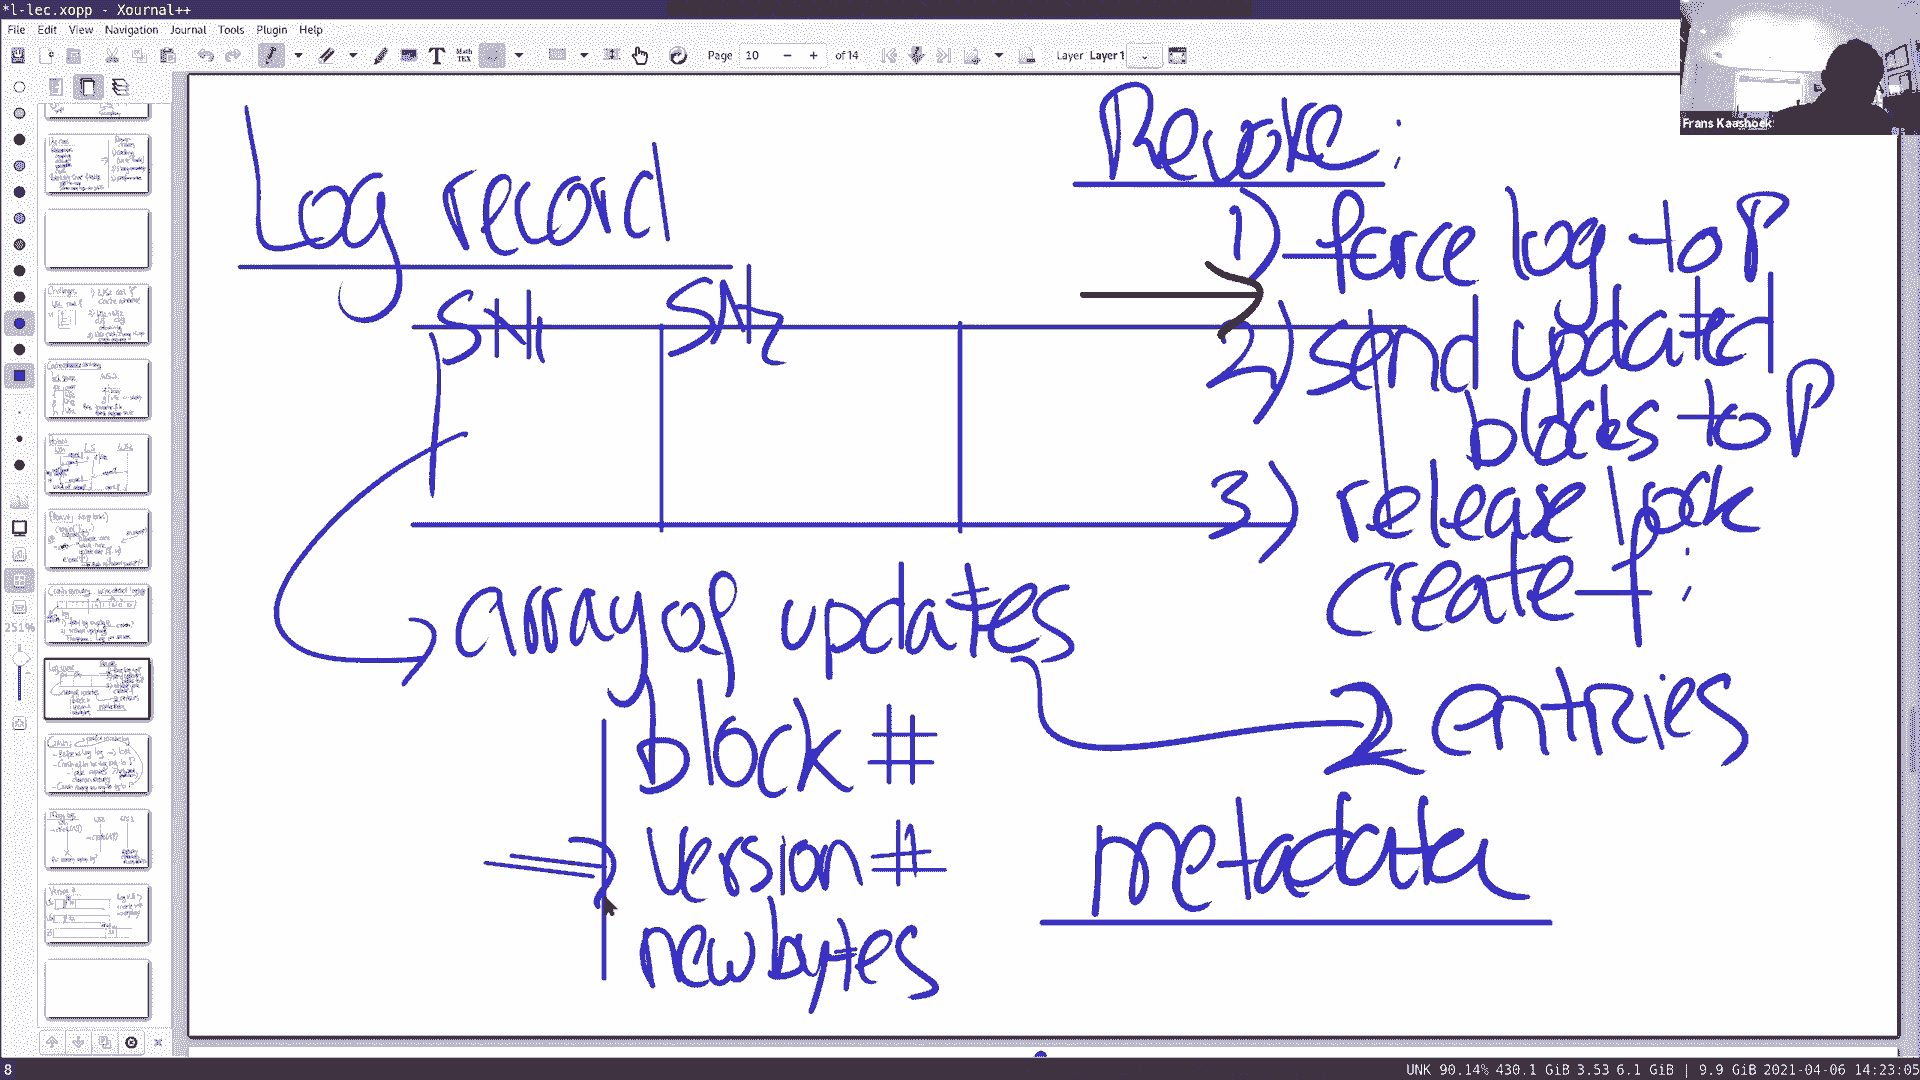 *l-lec.xopp - Xournal++
File Edit View Navigation Journal Tools Plugin Help
Page 10 of 14 Layer Layer 1
Frans Kaashoek
251%
Log record
SN1 SN2
Revoke:
1) force log to P
2) send updated
blocks to P
3) release lock
create f:
array of updates
2 entries
block #
version #
new bytes
metadata
8
UNK 90.14% 430.1 GiB 3.53 6.1 GiB | 9.9 GiB 2021-04-06 14:23:05